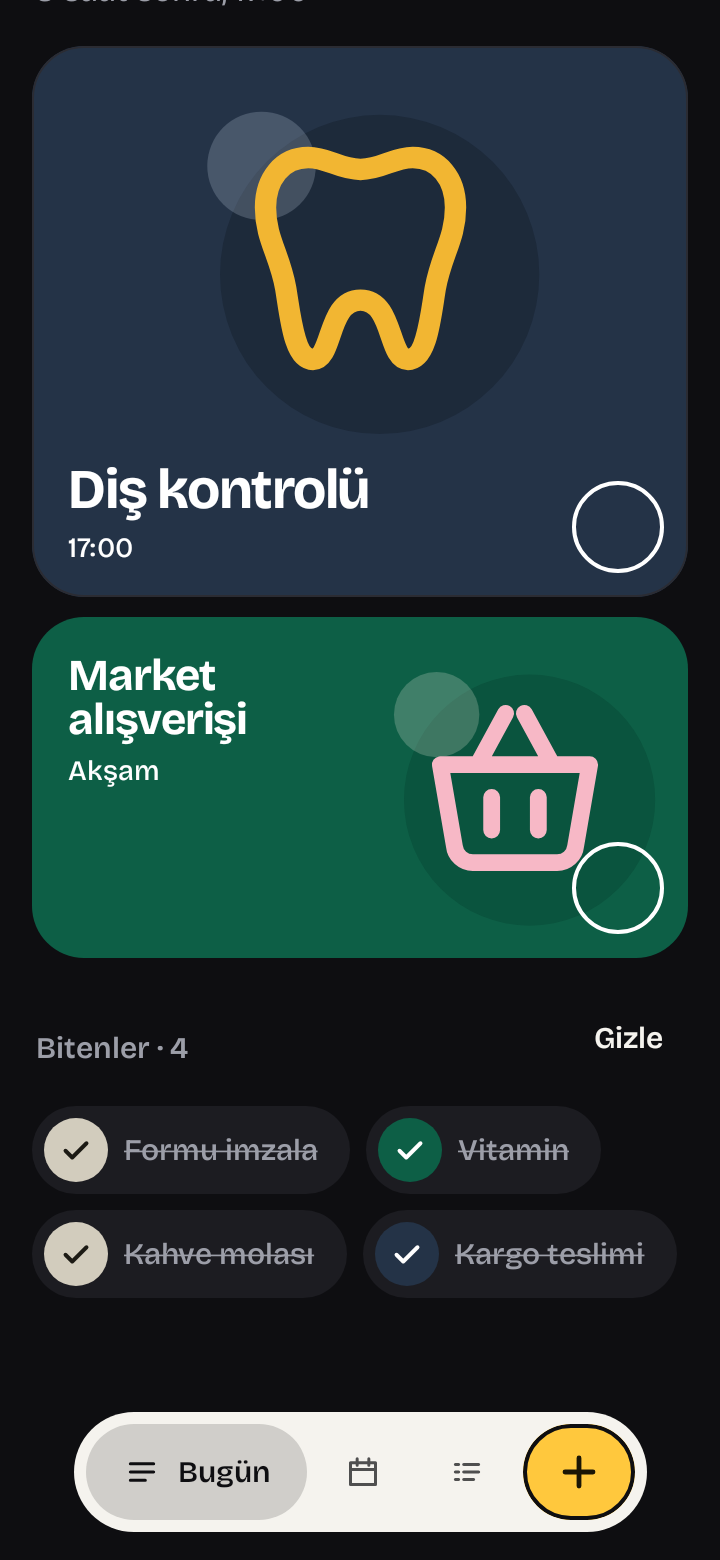 Diş kontrolü
17:00
Market
alışverişi
Akşam
Bitenler · 4
Gizle
Formu imzala
Vitamin
Kahve molası
Kargo teslimi
Bugün